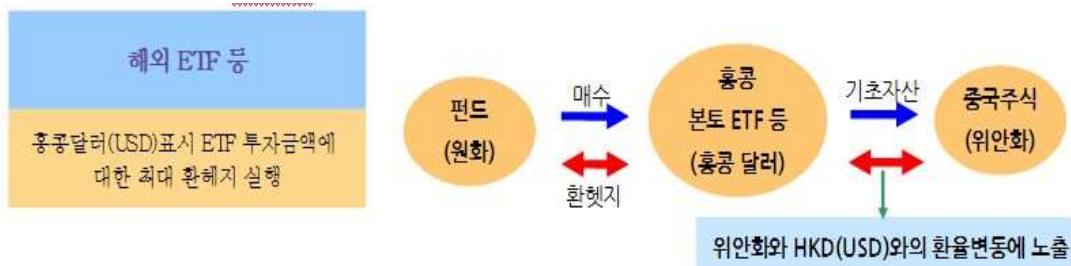 해외 ETF 등
홍콩달러(USD)표시 ETF 투자금액에
대한 최대 환헤지 실행
펀드
(원화)
매수
환헷지
홍콩
본토 ETF 등
(홍콩 달러)
기초자산
중국주식
(위안화)
위안화와 HKD(USD)와의 환율변동에 노출